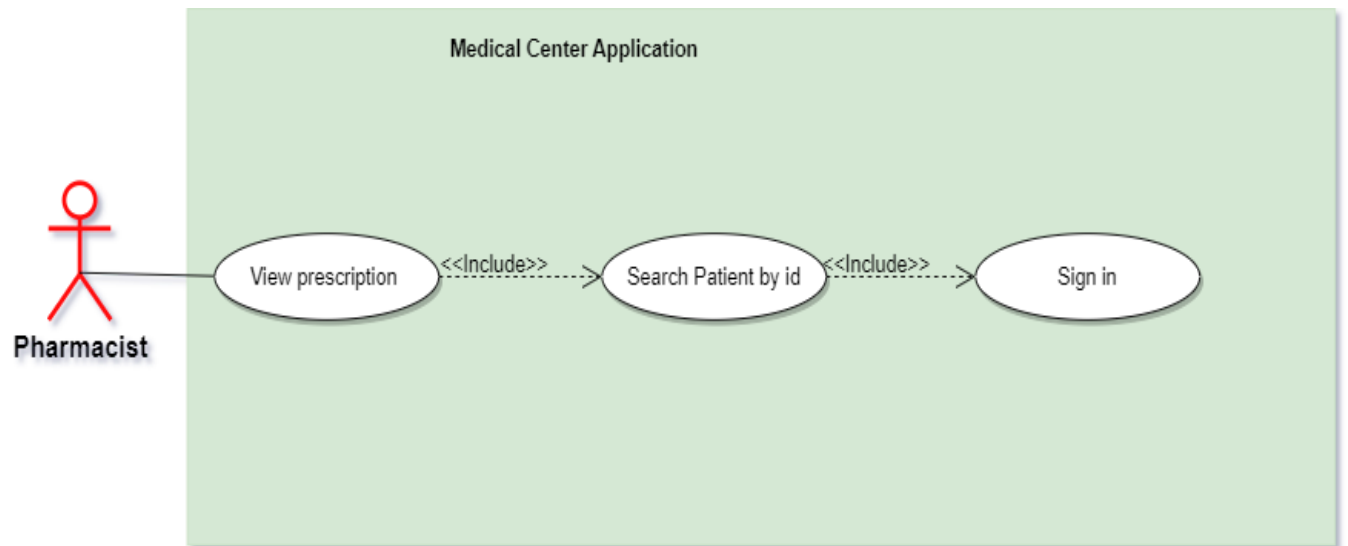 Medical Center Application
View prescription
<<Include>>
Search Patient by id
<<Include>>
Sign in
Pharmacist